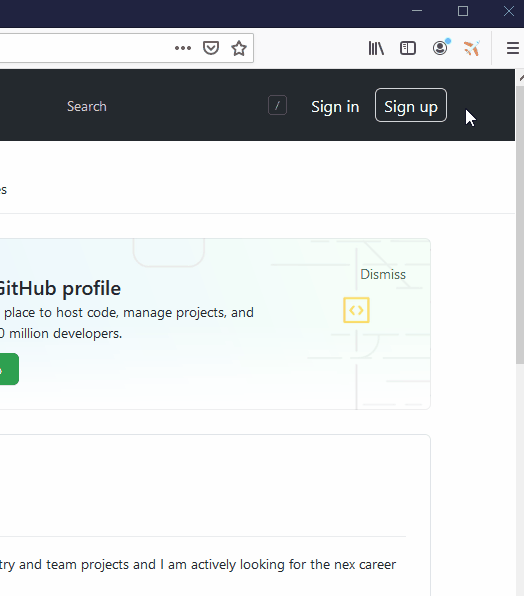 Search / Sign in Sign up
es
GitHub profile
Dismiss
place to host code, manage projects, and
0 million developers.
try and team projects and I am actively looking for the nex career